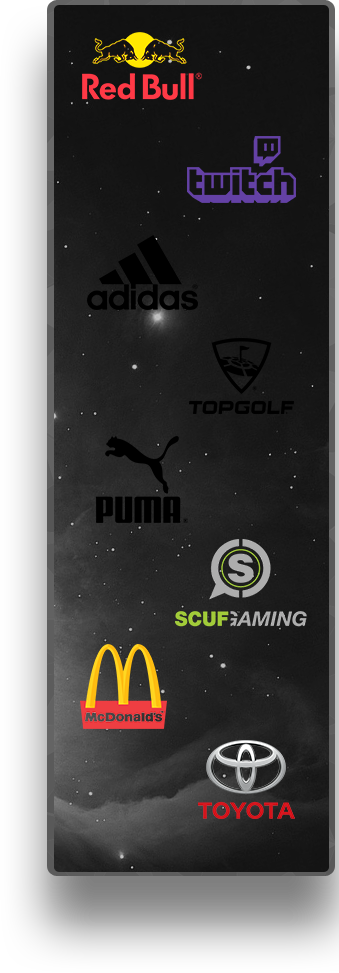 Red Bull®
twitch
adidas®
TOPGOLF
PUMA®
S
SCUF GAMING
M
McDonald's
TOYOTA